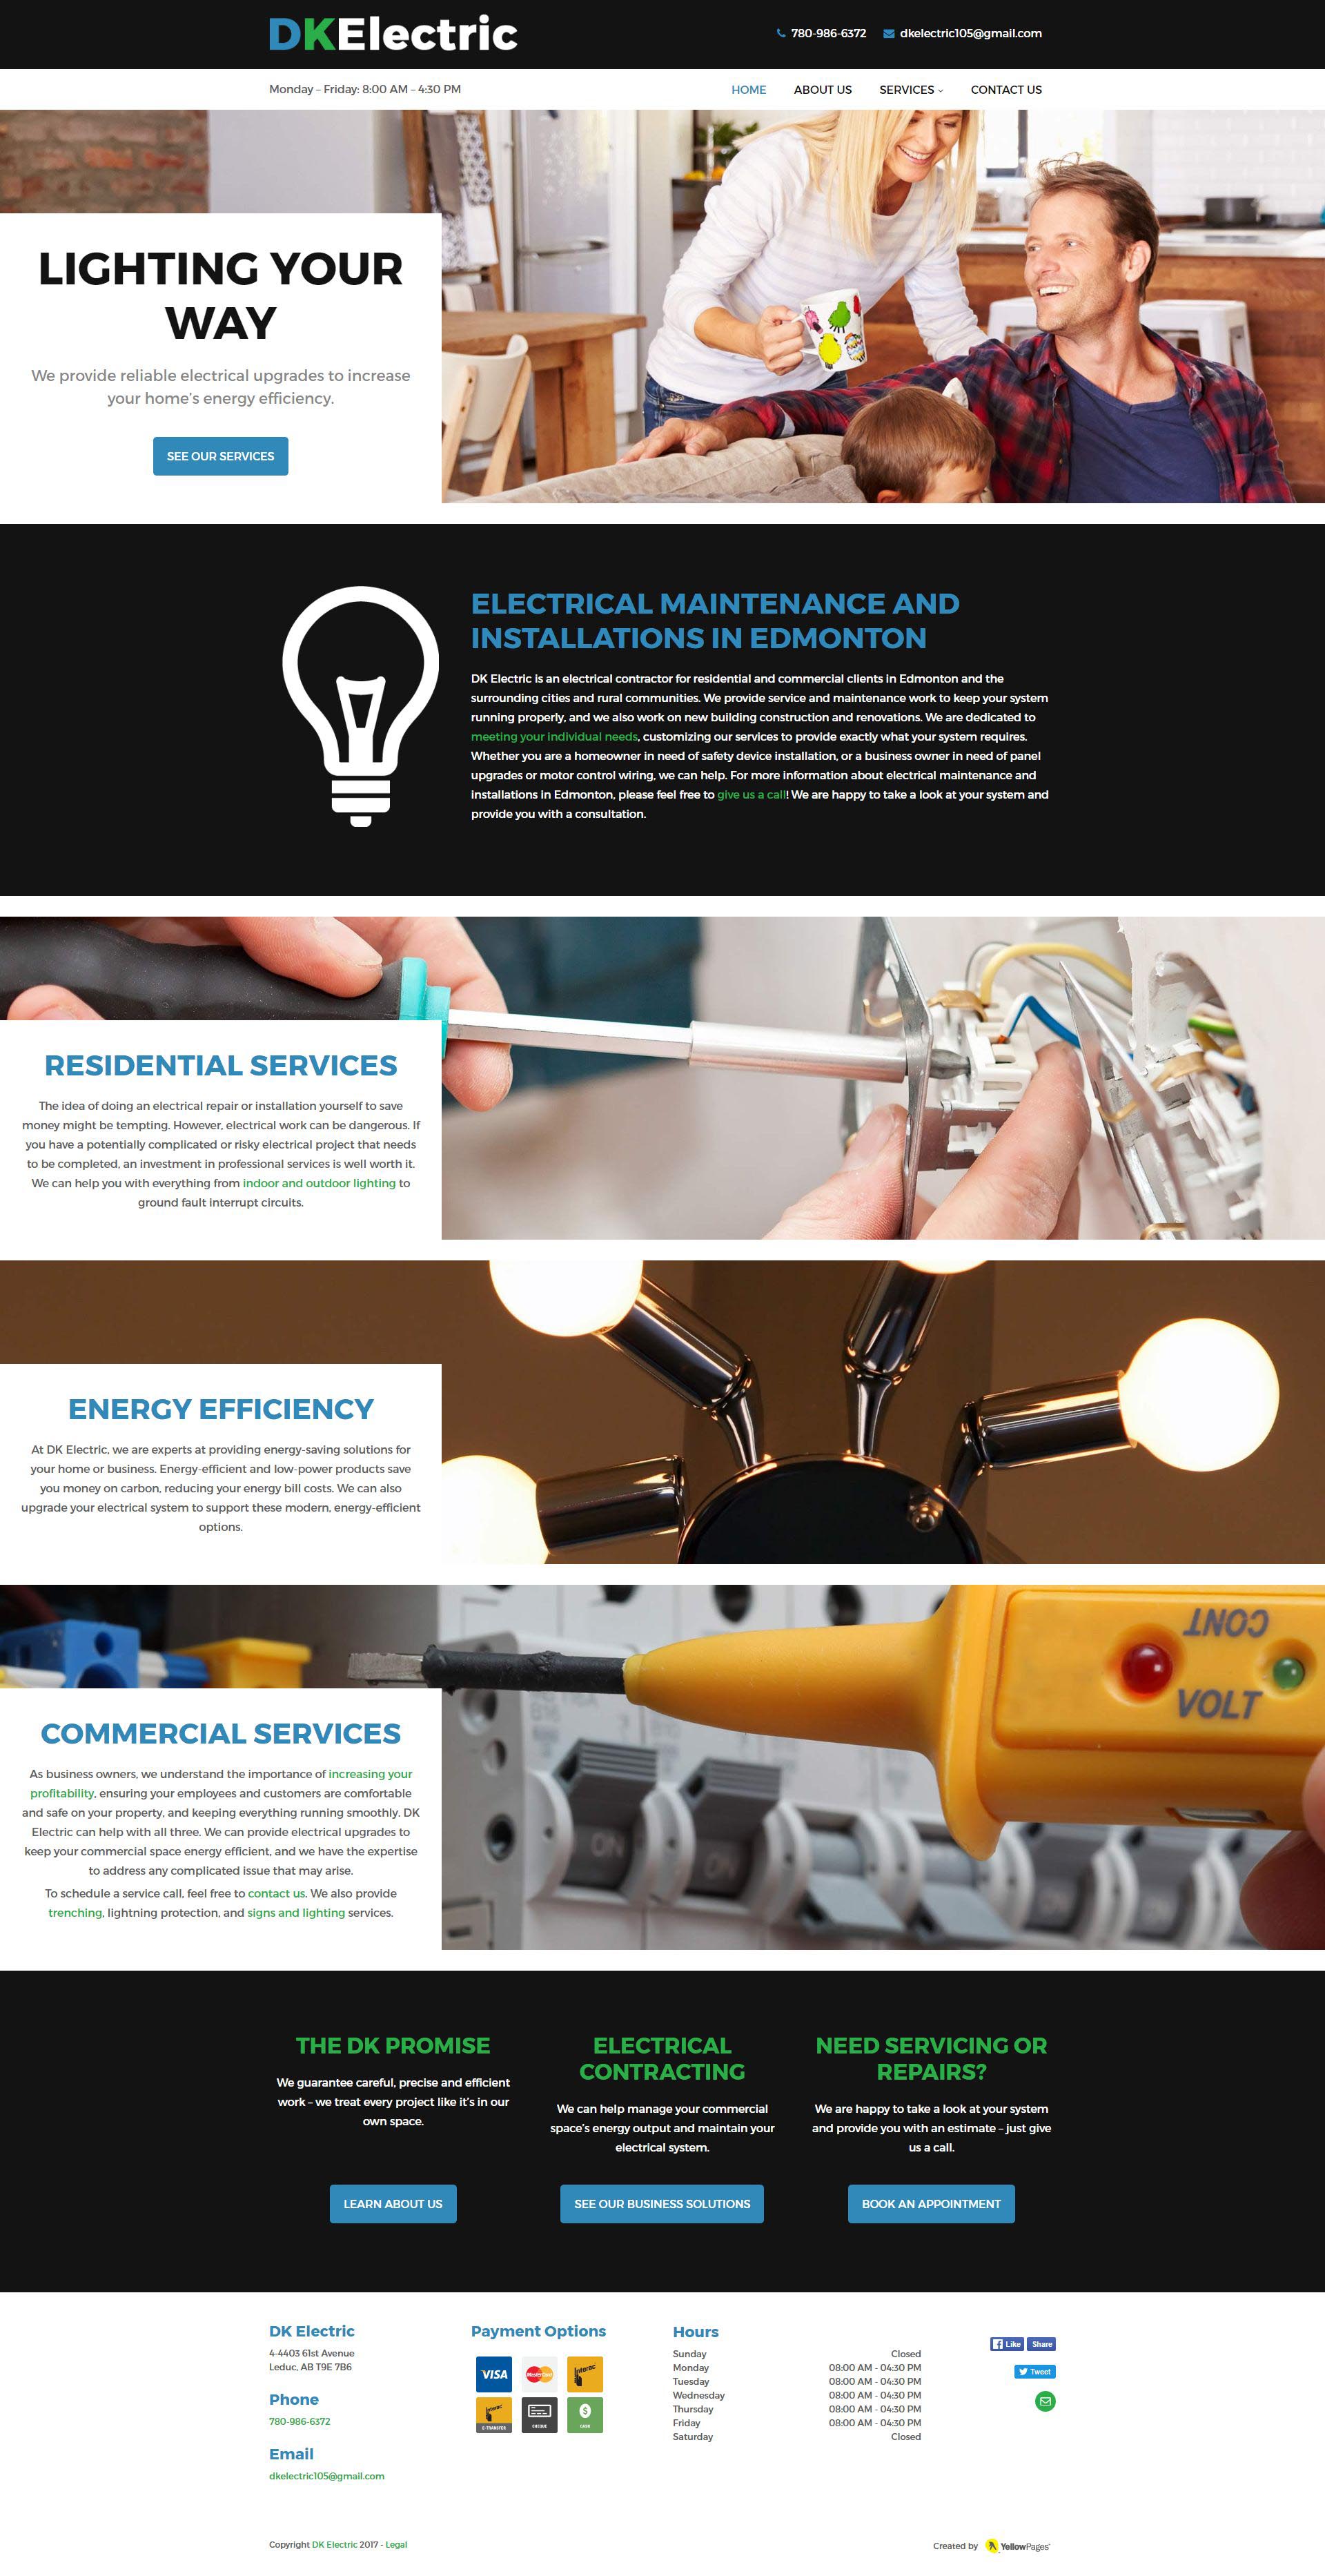 DKElectric
780-986-6372 dkelectric105@gmail.com
Monday – Friday: 8:00 AM – 4:30 PM
HOME ABOUT US SERVICES CONTACT US
LIGHTING YOUR
WAY
We provide reliable electrical upgrades to increase
your home's energy efficiency.
SEE OUR SERVICES
ELECTRICAL MAINTENANCE AND
INSTALLATIONS IN EDMONTON
DK Electric is an electrical contractor for residential and commercial clients in Edmonton and the
surrounding cities and rural communities. We provide service and maintenance work to keep your system
running properly, and we also work on new building construction and renovations. We are dedicated to
meeting your individual needs, customizing our services to provide exactly what your system requires.
Whether you are a homeowner in need of safety device installation, or a business owner in need of panel
upgrades or motor control wiring, we can help. For more information about electrical maintenance and
installations in Edmonton, please feel free to give us a call! We are happy to take a look at your system and
provide you with a consultation.
RESIDENTIAL SERVICES
The idea of doing an electrical repair or installation yourself to save
money might be tempting. However, electrical work can be dangerous. If
you have a potentially complicated or risky electrical project that needs
to be completed, an investment in professional services is well worth it.
We can help you with everything from indoor and outdoor lighting to
ground fault interrupt circuits.
ENERGY EFFICIENCY
At DK Electric, we are experts at providing energy-saving solutions for
your home or business. Energy-efficient and low-power products save
you money on carbon, reducing your energy bill costs. We can also
upgrade your electrical system to support these modern, energy-efficient
options.
CONT
VOLT
ON
COMMERCIAL SERVICES
As business owners, we understand the importance of increasing your
profitability, ensuring your employees and customers are comfortable
and safe on your property, and keeping everything running smoothly. DK
Electric can help with all three. We can provide electrical upgrades to
keep your commercial space energy efficient, and we have the expertise
to address any complicated issue that may arise.
To schedule a service call, feel free to contact us. We also provide
trenching, lightning protection, and signs and lighting services.
THE DK PROMISE
We guarantee careful, precise and efficient
work – we treat every project like it's in our
own space.
LEARN ABOUT US
ELECTRICAL
CONTRACTING
We can help manage your commercial
space's energy output and maintain your
electrical system.
SEE OUR BUSINESS SOLUTIONS
NEED SERVICING OR
REPAIRS?
We are happy to take a look at your system
and provide you with an estimate – just give
us a call.
BOOK AN APPOINTMENT
DK Electric
4-4403 61st Avenue
Leduc, AB T9E 7B6
Phone
780-986-6372
Email
dkelectric105@gmail.com
Payment Options
VISA MasterCard Interac
Interac E-TRANSFER CHEQUE $ CASH
Hours
Sunday Closed
Monday 08:00 AM - 04:30 PM
Tuesday 08:00 AM - 04:30 PM
Wednesday 08:00 AM - 04:30 PM
Thursday 08:00 AM - 04:30 PM
Friday 08:00 AM - 04:30 PM
Saturday Closed
Like Share
Tweet
Copyright DK Electric 2017 - Legal
Created by YellowPages